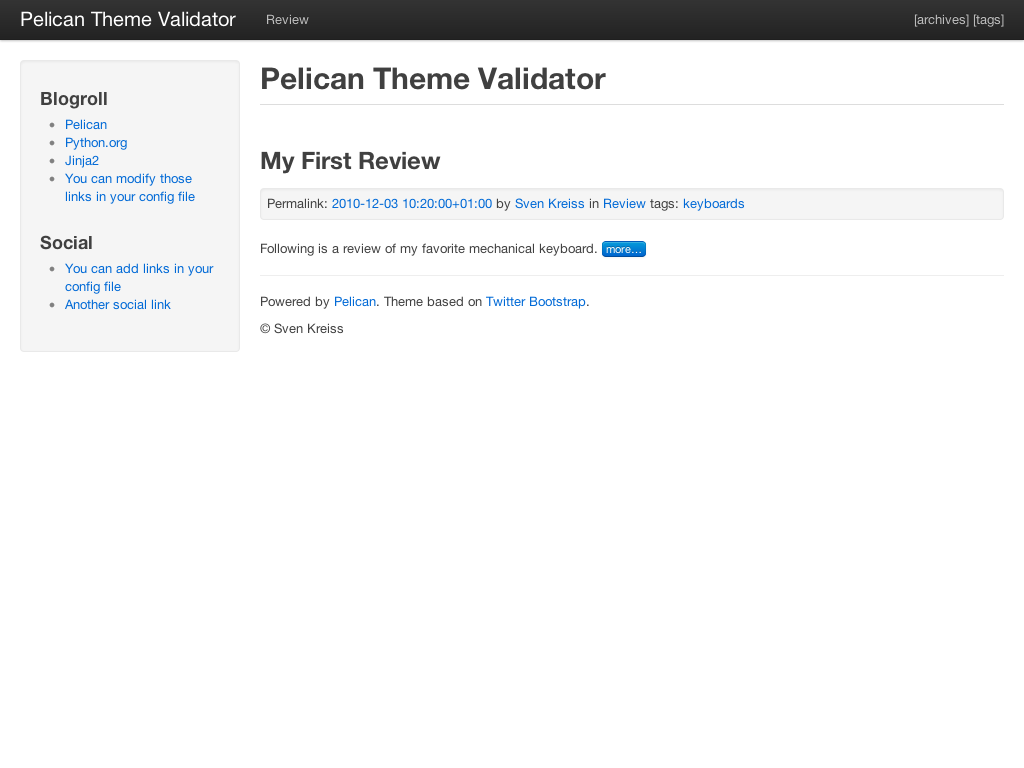 Pelican Theme Validator Review [archives] [tags]
Blogroll
Pelican
Python.org
Jinja2
You can modify those
links in your config file
Social
You can add links in your
config file
Another social link
Pelican Theme Validator
My First Review
Permalink: 2010-12-03 10:20:00+01:00 by Sven Kreiss in Review tags: keyboards
Following is a review of my favorite mechanical keyboard. more...
Powered by Pelican. Theme based on Twitter Bootstrap.
© Sven Kreiss